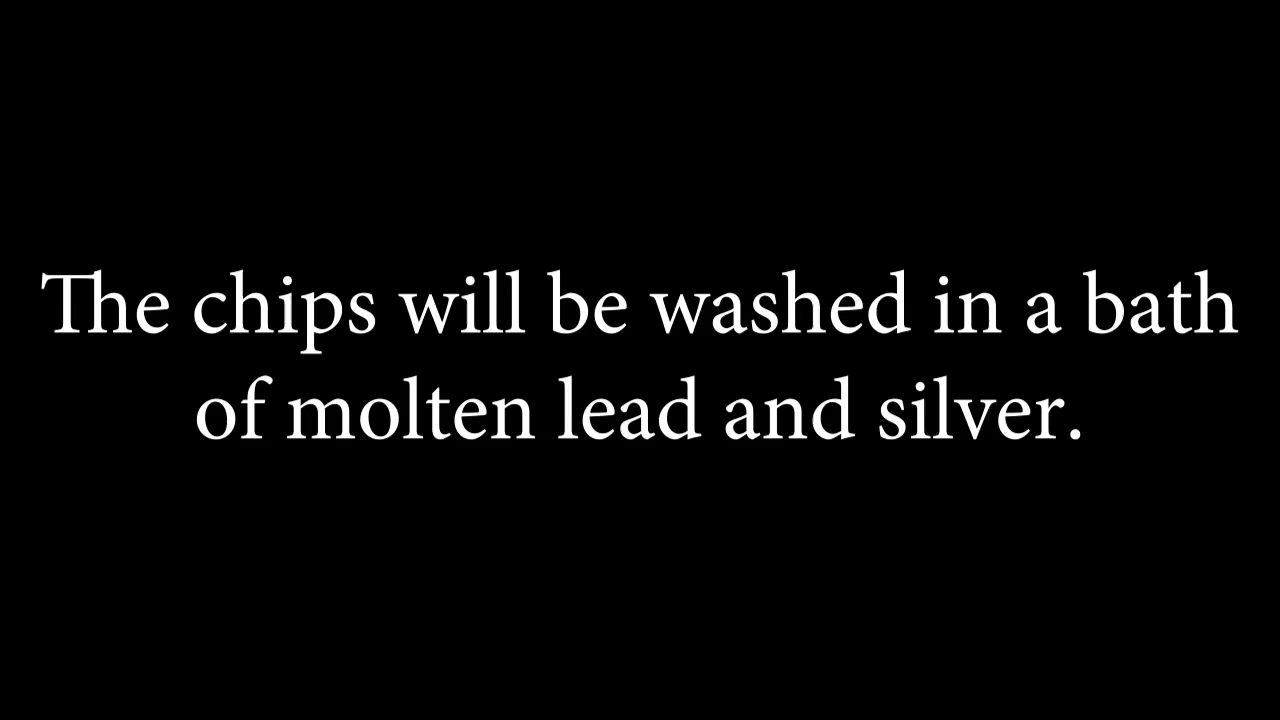 The chips will be washed in a bath
of molten lead and silver.